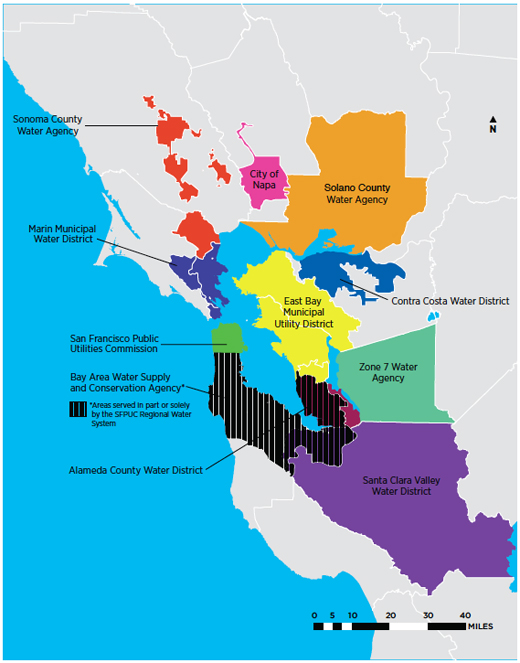 Sonoma County
Water Agency
N
City of
Napa
Solano County
Water Agency
Marin Municipal
Water District
Contra Costa Water District
East Bay
Municipal
Utility District
San Francisco Public
Utilities Commission
Zone 7 Water
Agency
Bay Area Water Supply
and Conservation Agency*
*Areas served in part or solely
by the SFPUC Regional Water
System
Alameda County Water District
Santa Clara Valley
Water District
0 5 10 20 30 40
MILES